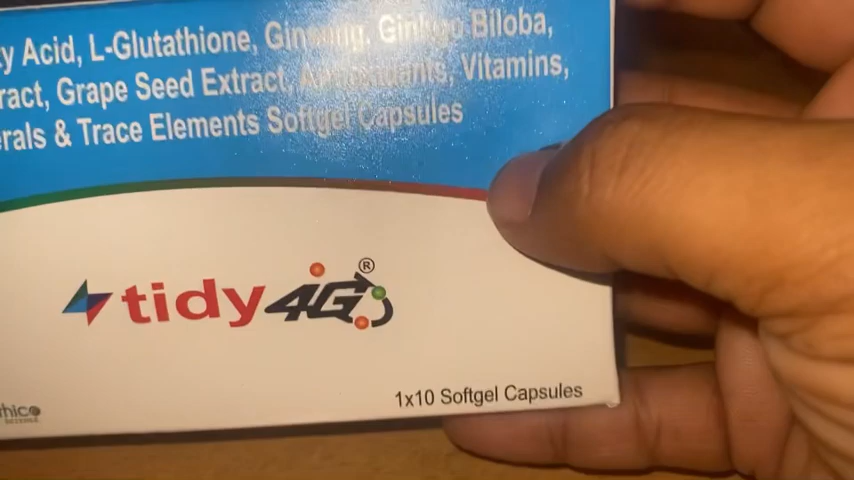 y Acid, L-Glutathione, Ginseng, Ginkgo Biloba,
ract, Grape Seed Extract, Antioxidants, Vitamins,
erals & Trace Elements Softgel Capsules
tidy4G®
1x10 Softgel Capsules
hico